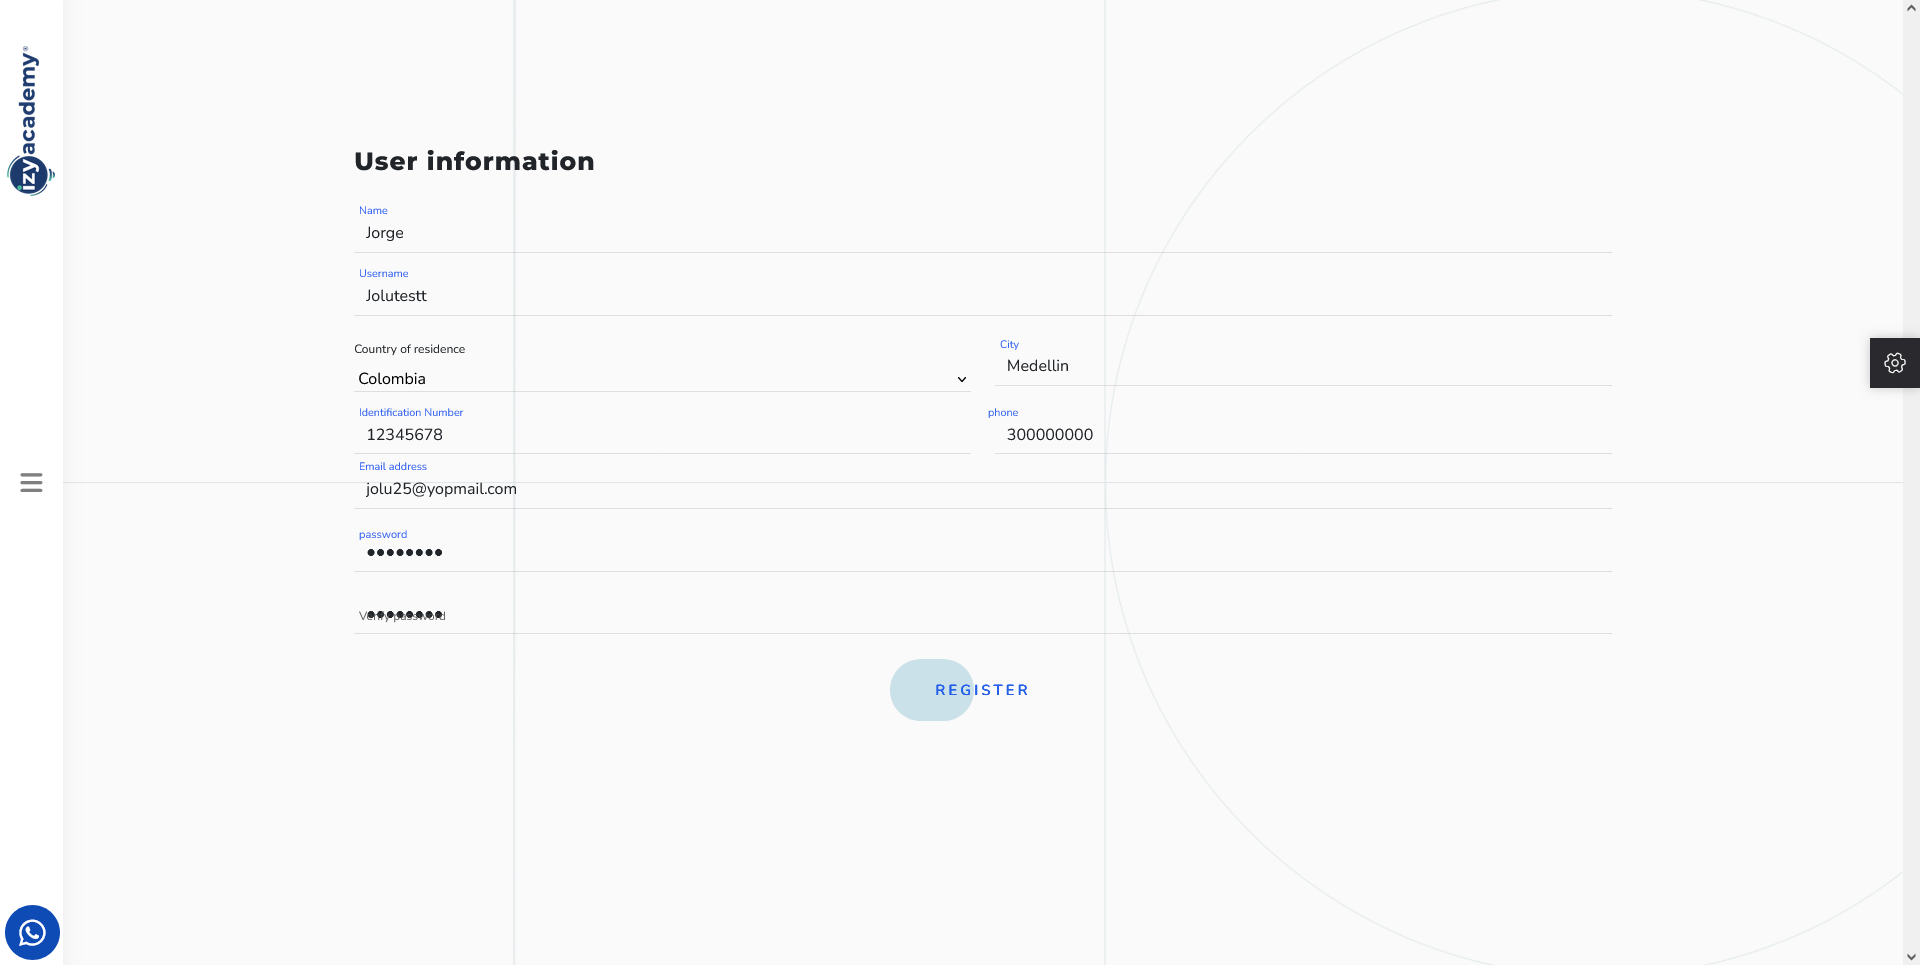 izyacademy®
User information
Name
Jorge
Username
Jolutestt
Country of residence
Colombia
City
Medellin
Identification Number
12345678
phone
300000000
Email address
jolu25@yopmail.com
password
••••••••
Verify password
••••••••
REGISTER